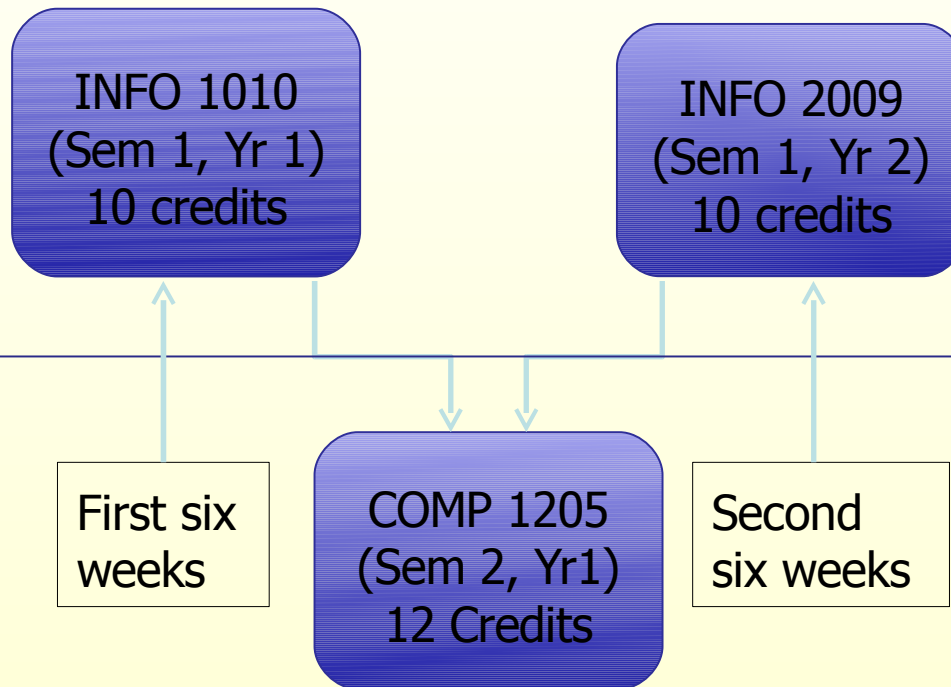 INFO 1010
(Sem 1, Yr 1)
10 credits
INFO 2009
(Sem 1, Yr 2)
10 credits
First six
weeks
COMP 1205
(Sem 2, Yr1)
12 Credits
Second
six weeks